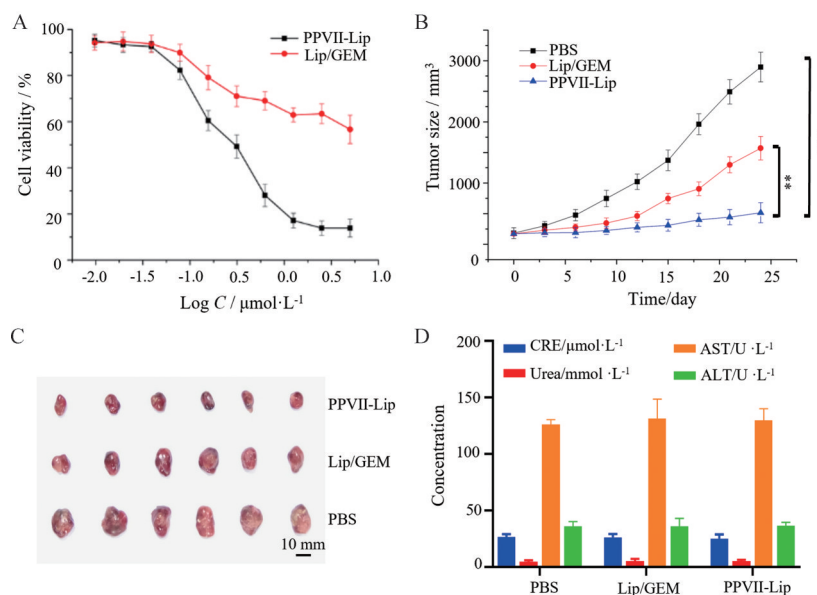 A
PPVII-Lip
Lip/GEM
Cell viability / %
100
80
60
40
20
0
-2.0 -1.5 -1.0 -0.5 0.0 0.5 1.0
Log C / μmol·L-1
B
PBS
Lip/GEM
PPVII-Lip
Tumor size / mm3
3000
2000
1000
0
0 5 10 15 20 25
Time/day
**
C
PPVII-Lip
Lip/GEM
PBS
10 mm
D
CRE/μmol·L-1
AST/U ·L-1
Urea/mmol ·L-1
ALT/U ·L-1
Concentration
200
150
100
50
0
PBS Lip/GEM PPVII-Lip